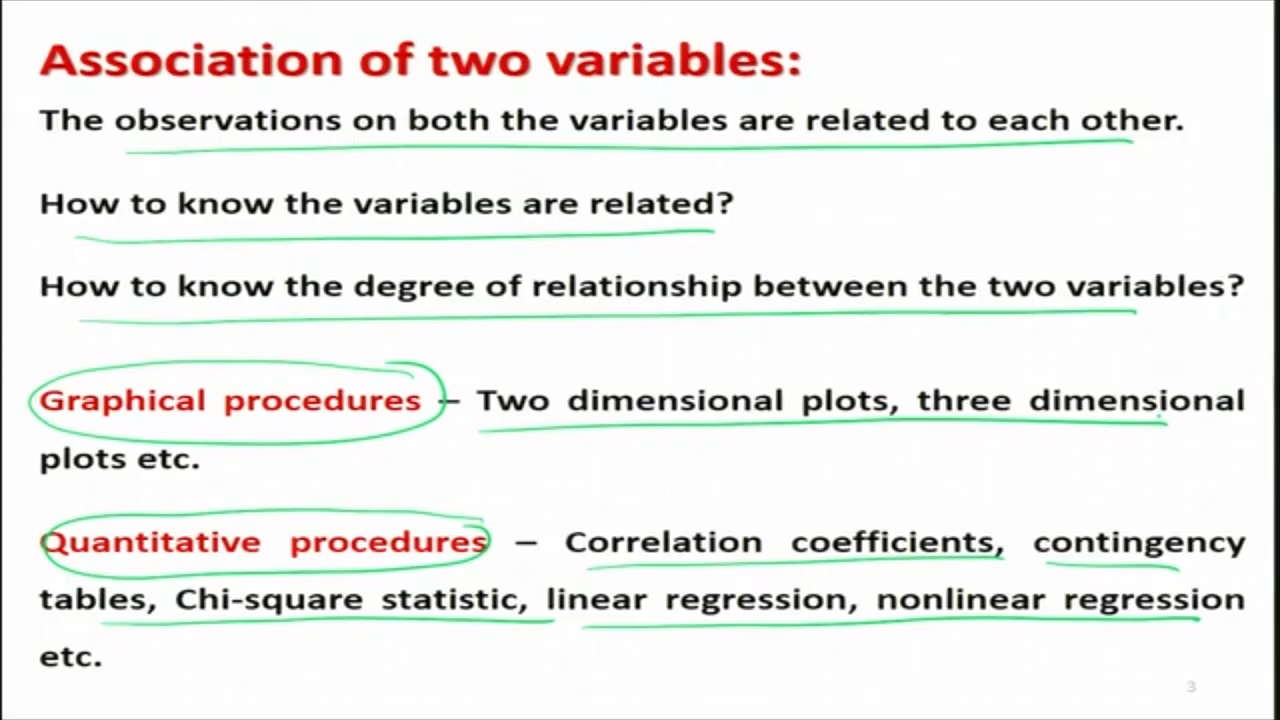 Association of two variables:
The observations on both the variables are related to each other.
How to know the variables are related?
How to know the degree of relationship between the two variables?
Graphical procedures – Two dimensional plots, three dimensional
plots etc.
Quantitative procedures – Correlation coefficients, contingency
tables, Chi-square statistic, linear regression, nonlinear regression
etc.
3